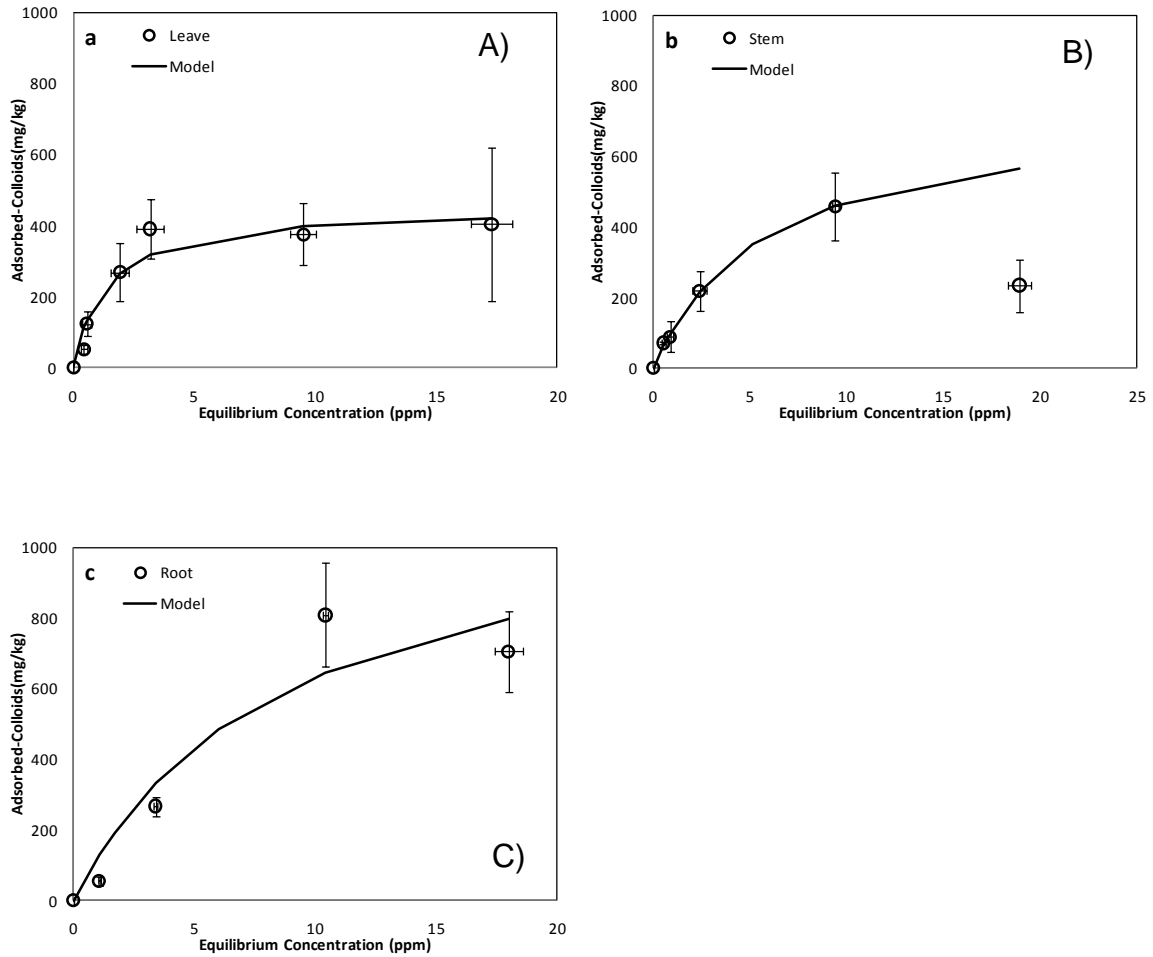 a
Leave
Model
A)
1000
800
600
400
200
0
Adsorbed-Colloids(mg/kg)
0 5 10 15 20
Equilibrium Concentration (ppm)
b
Stem
Model
B)
1000
800
600
400
200
0
Adsorbed-Colloids(mg/kg)
0 5 10 15 20 25
Equilibrium Concentration (ppm)
c
Root
Model
C)
1000
800
600
400
200
0
Adsorbed-Colloids(mg/kg)
0 5 10 15 20
Equilibrium Concentration (ppm)